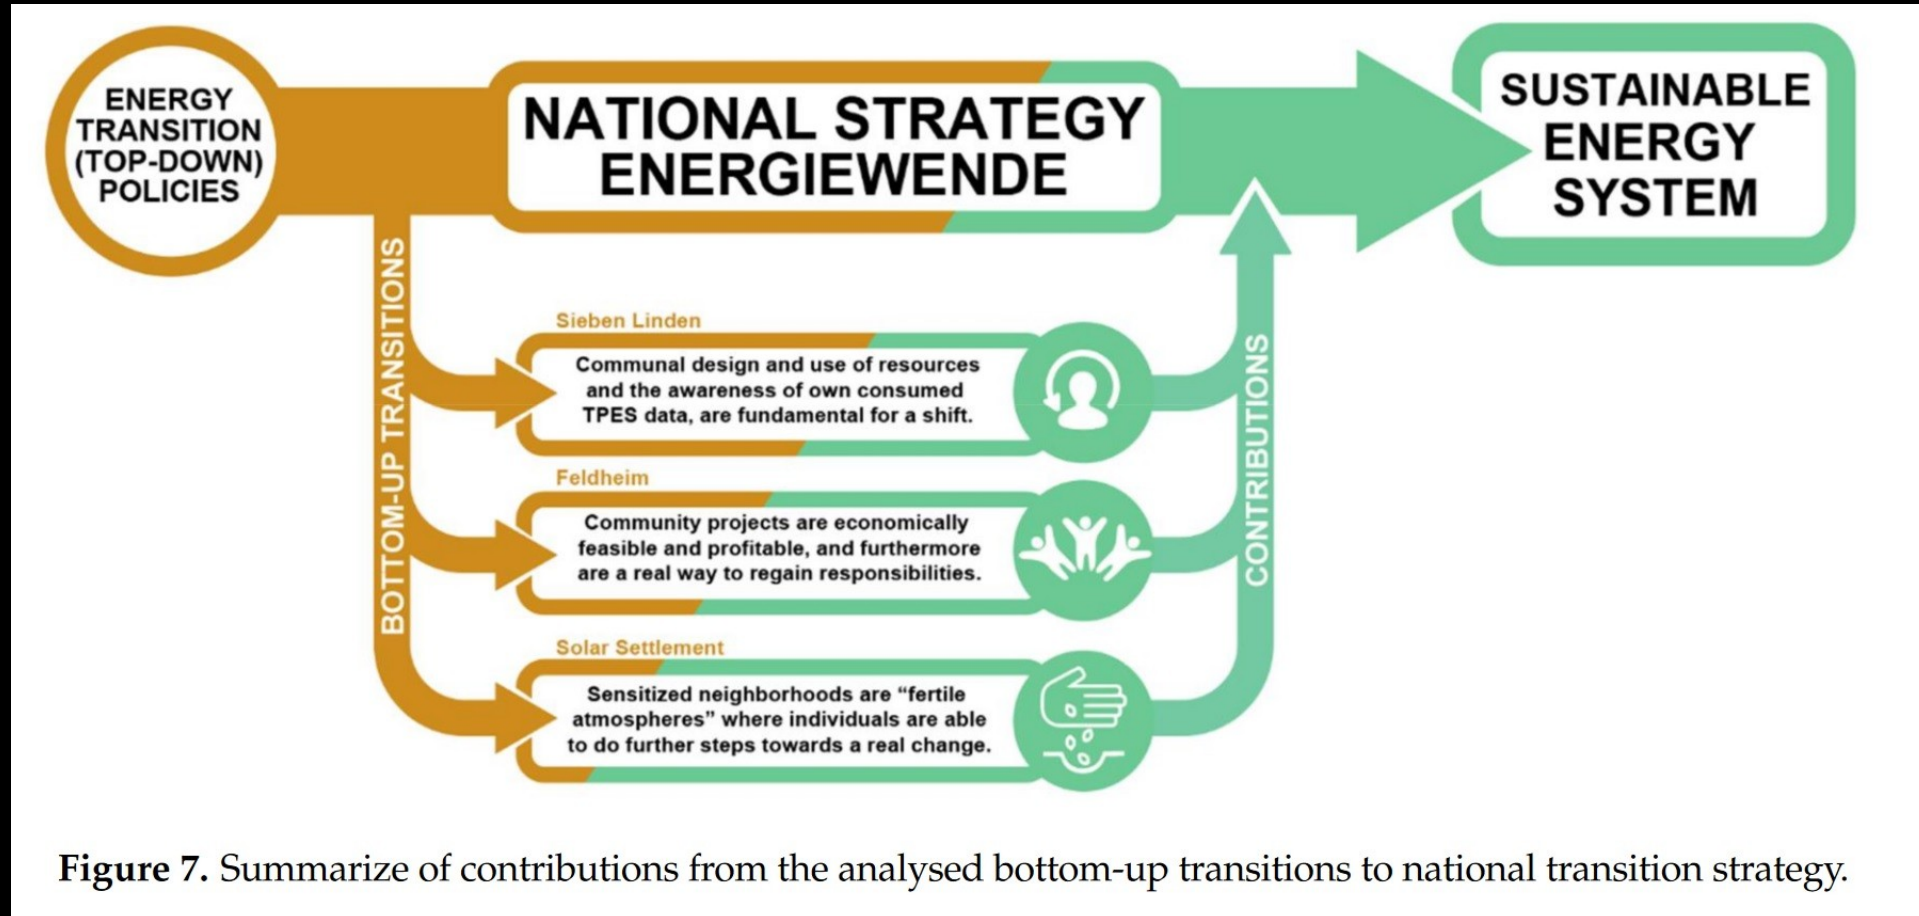 ENERGY
TRANSITION
(TOP-DOWN)
POLICIES
NATIONAL STRATEGY
ENERGIEWENDE
SUSTAINABLE
ENERGY
SYSTEM
BOTTOM-UP TRANSITIONS
Sieben Linden
Communal design and use of resources
and the awareness of own consumed
TPES data, are fundamental for a shift.
Feldheim
Community projects are economically
feasible and profitable, and furthermore
are a real way to regain responsibilities.
Solar Settlement
Sensitized neighborhoods are “fertile
atmospheres” where individuals are able
to do further steps towards a real change.
CONTRIBUTIONS
Figure 7. Summarize of contributions from the analysed bottom-up transitions to national transition strategy.